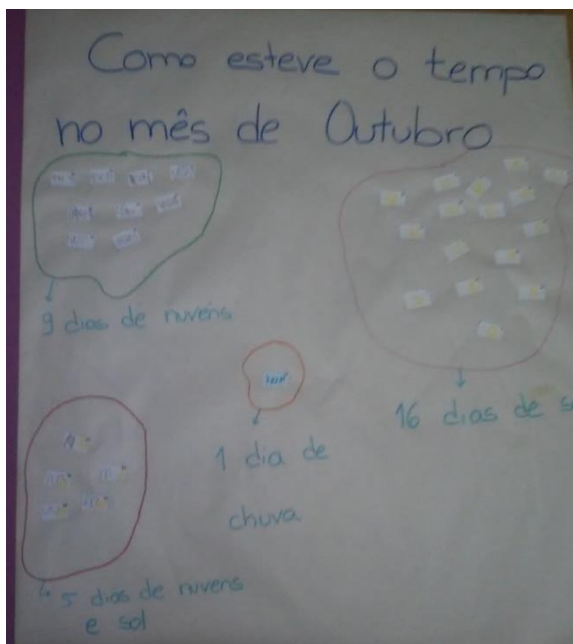 Como esteve o tempo
no mês de Outubro
9 dias de nuvens
16 dias de s
1 dia de
chuva
5 dias de nuvens
e sol